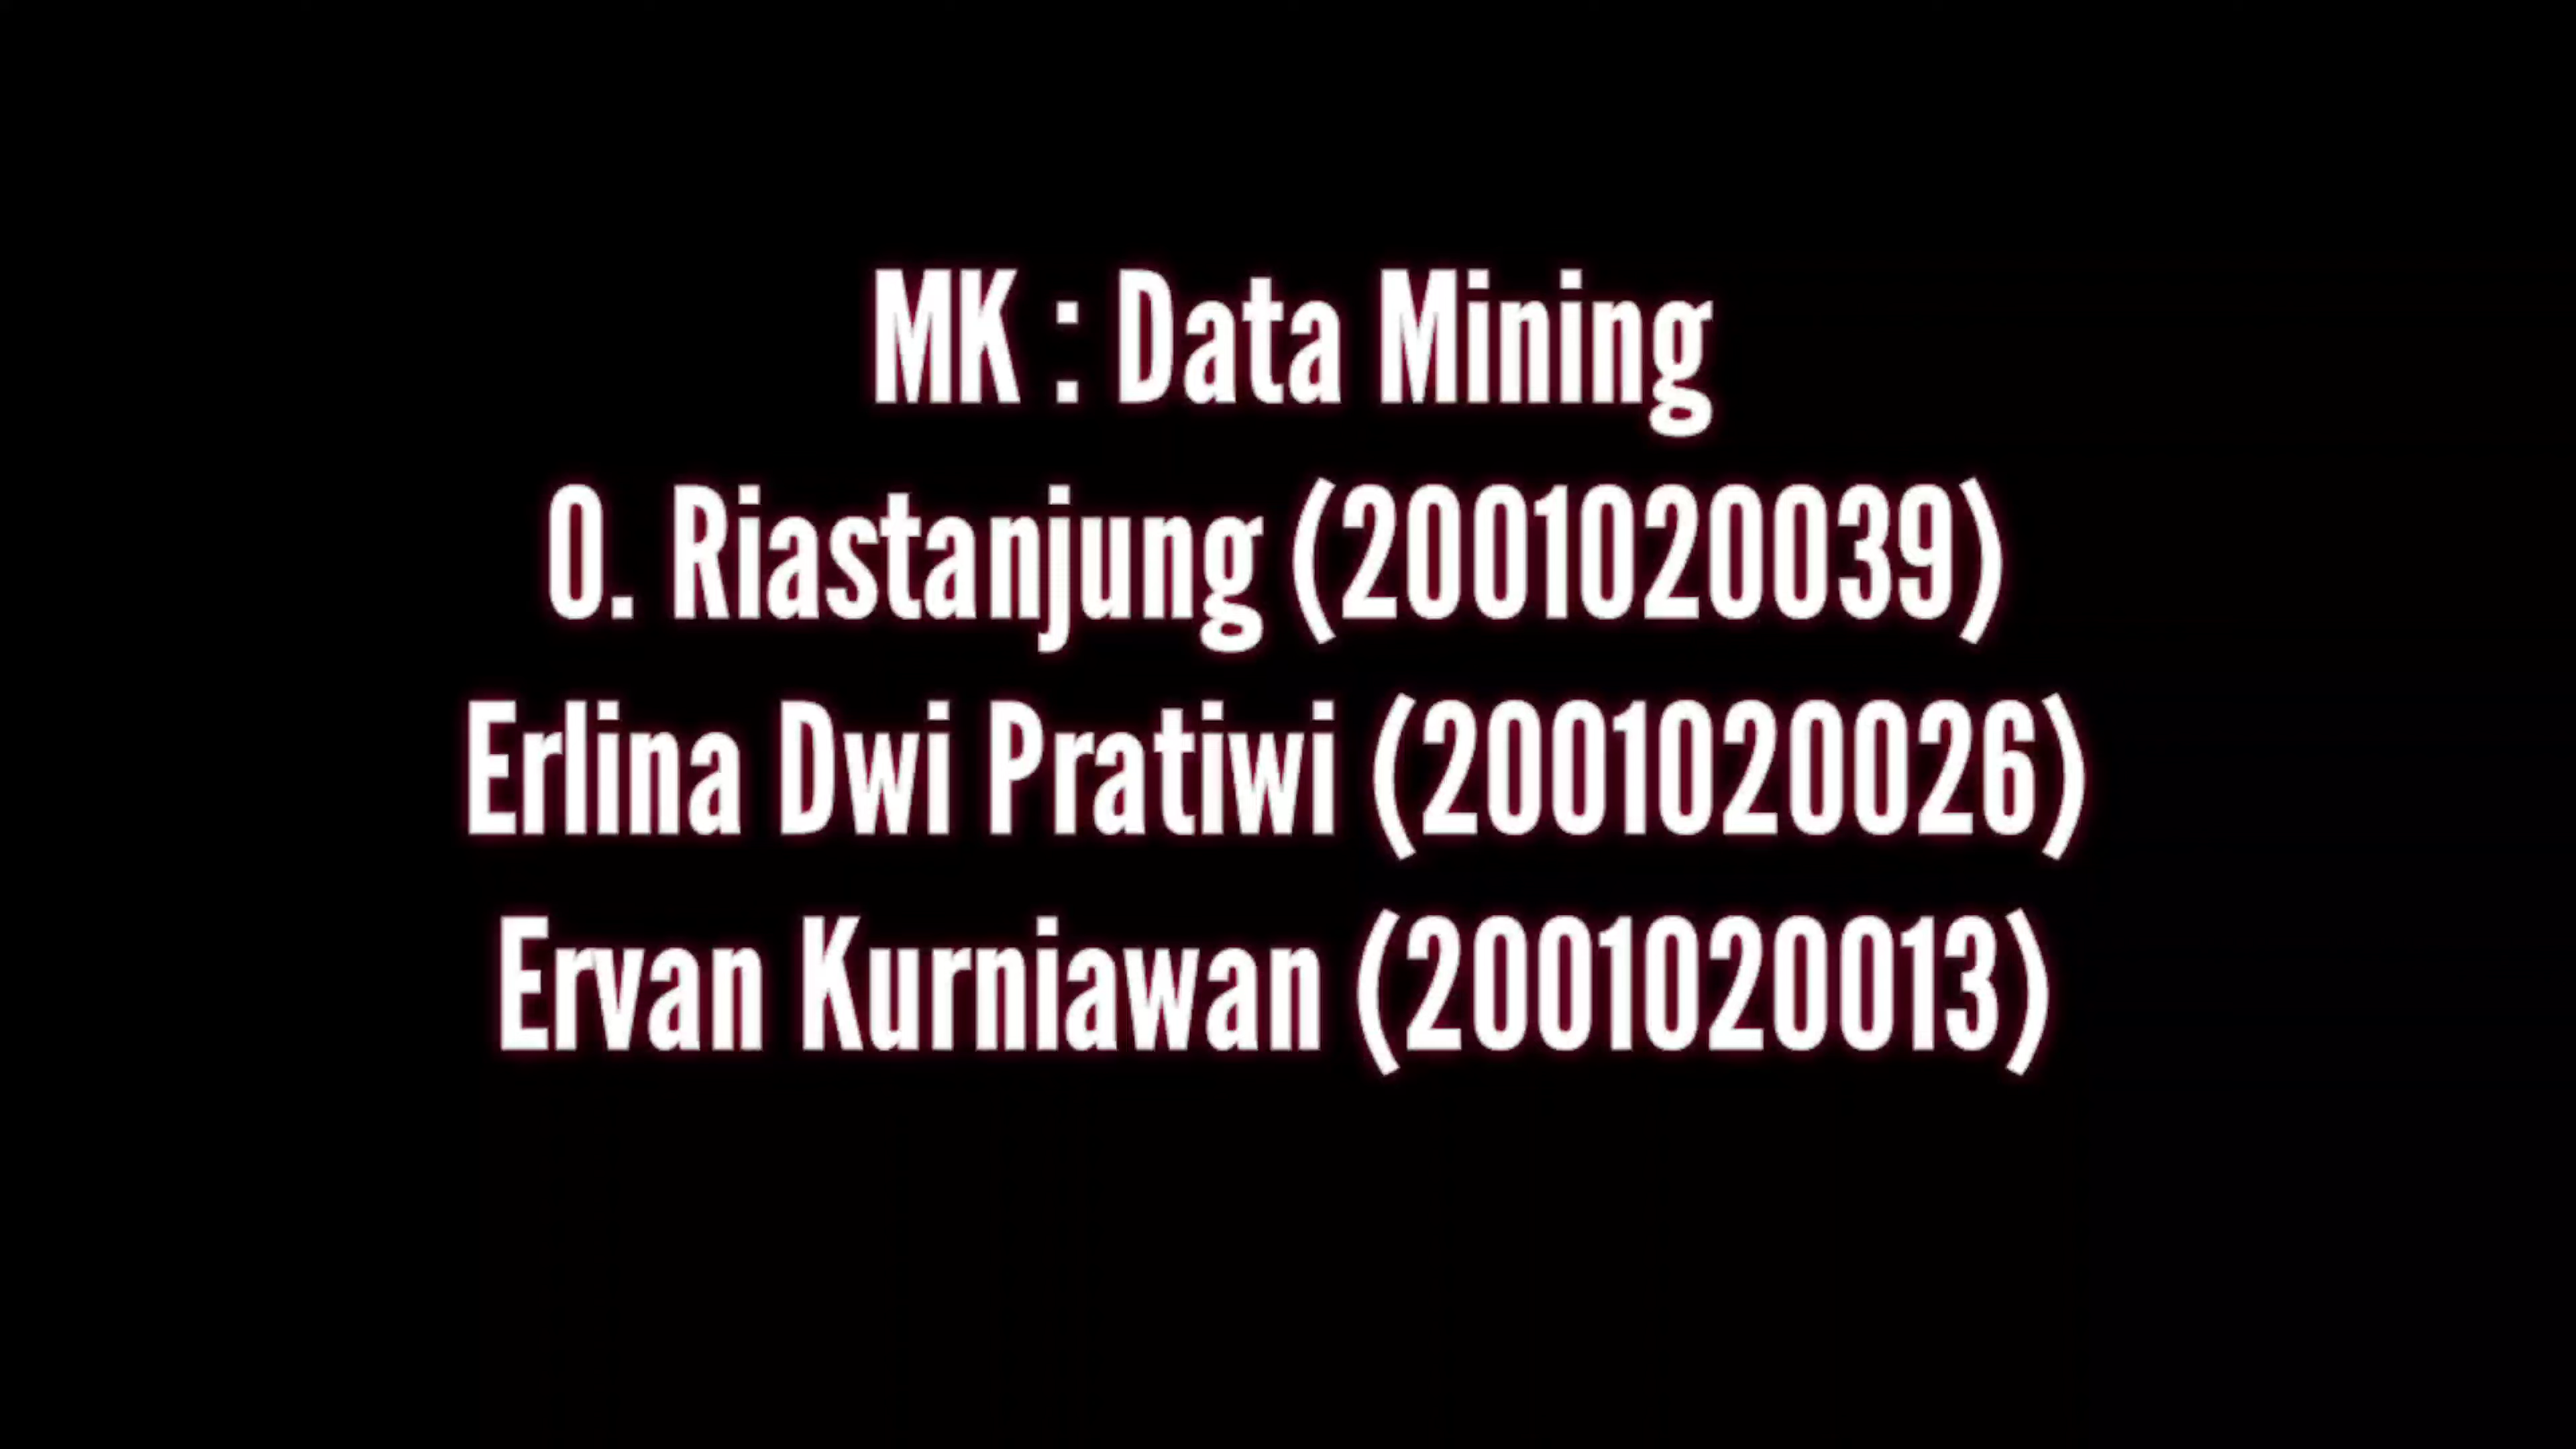 MK : Data Mining
O. Riastanjung (2001020039)
Erlina Dwi Pratiwi (2001020026)
Ervan Kurniawan (2001020013)